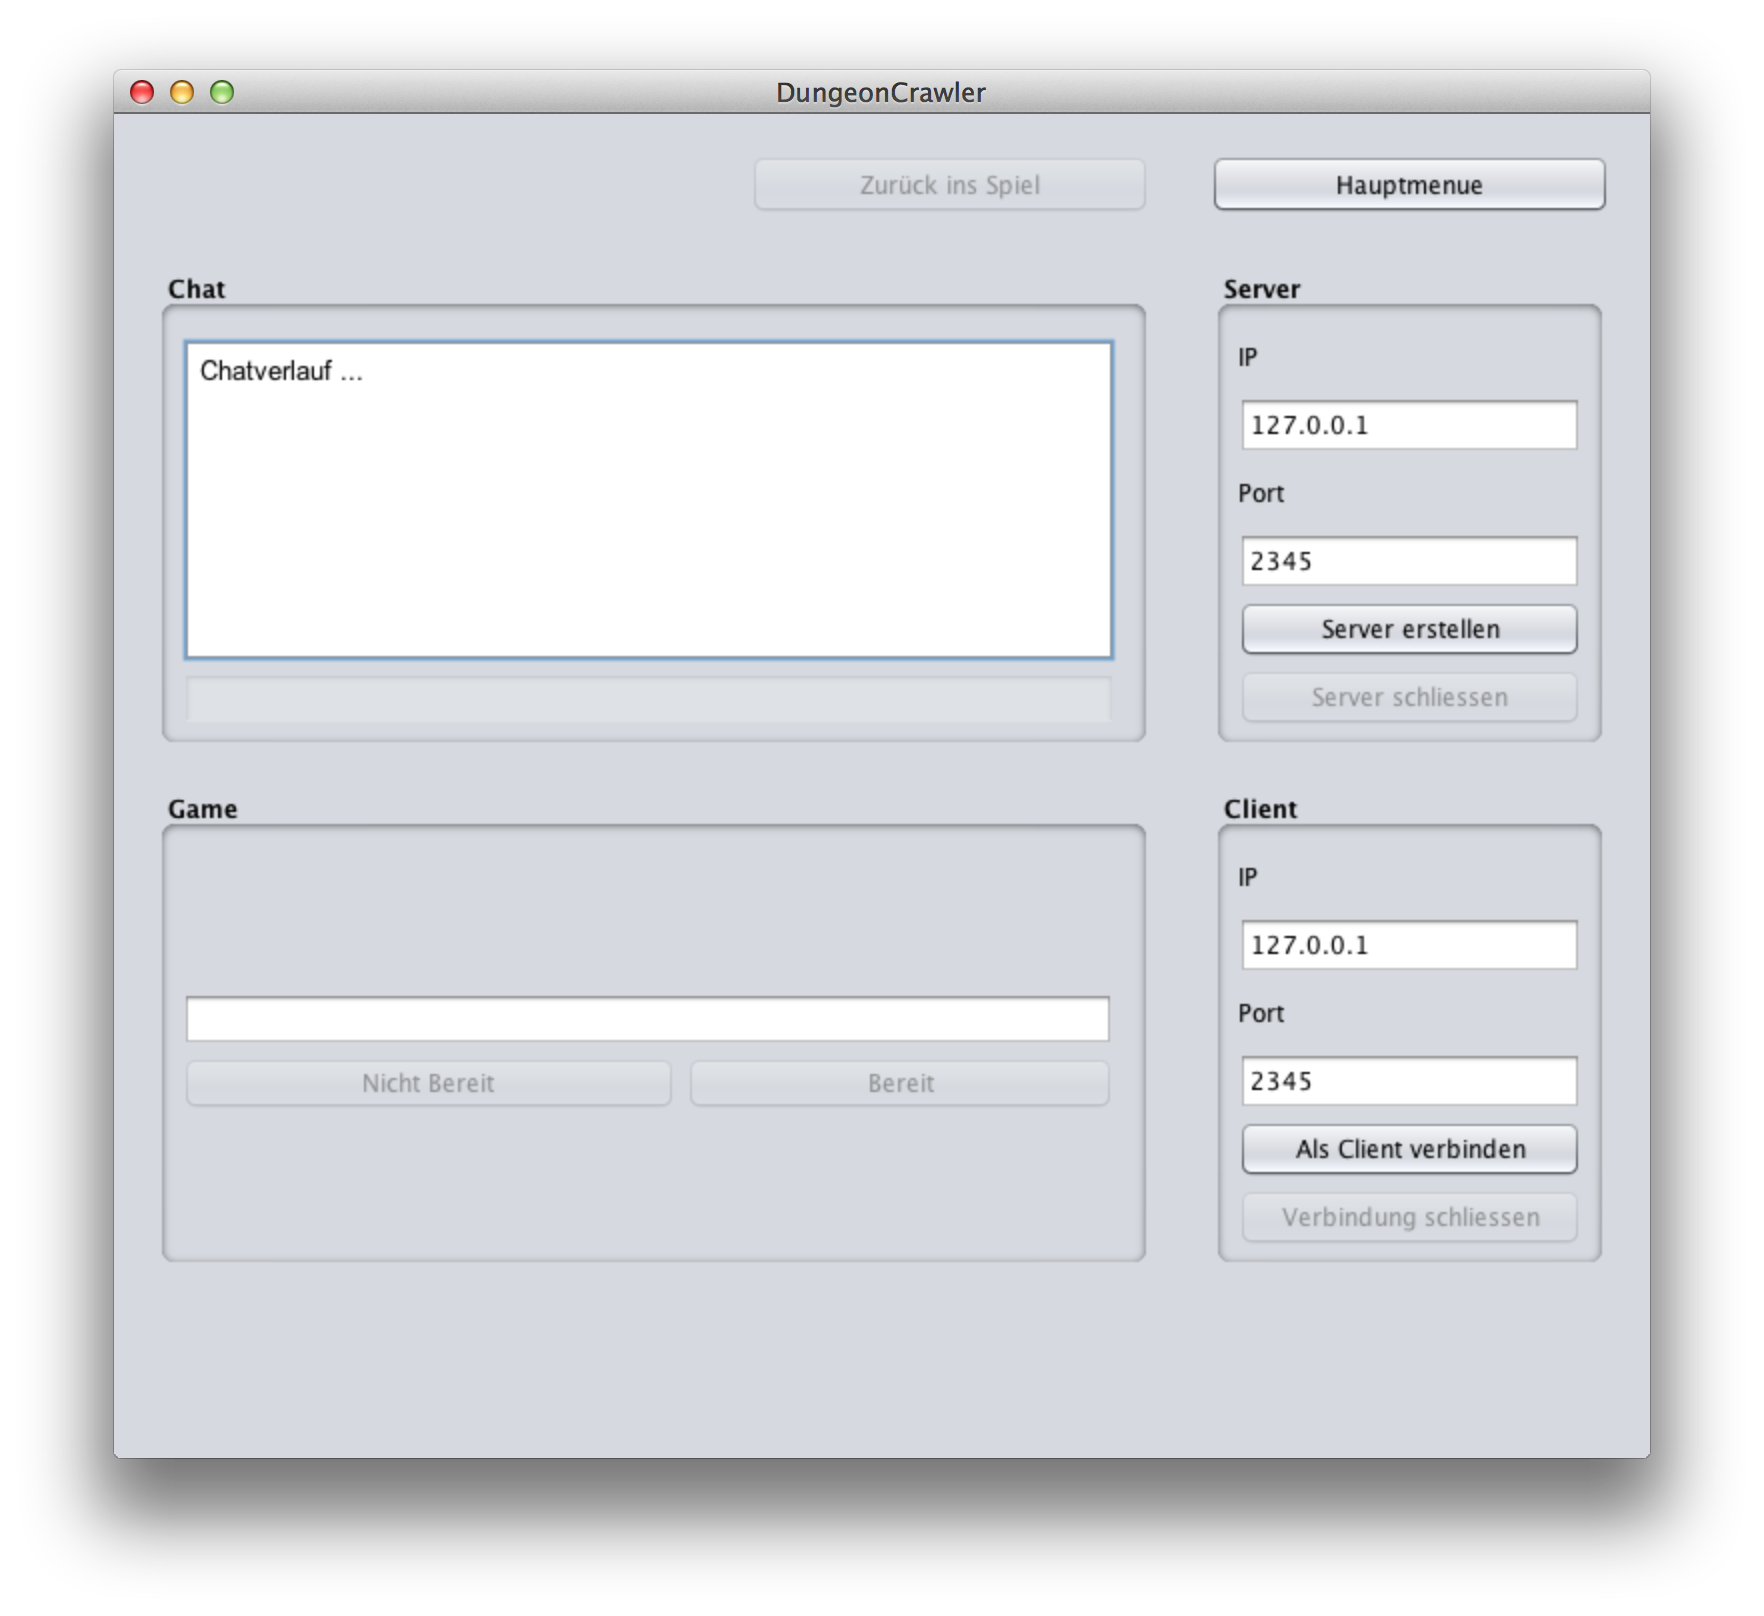 DungeonCrawler
Zurück ins Spiel
Hauptmenue
Chat
Chatverlauf ...
Server
IP
127.0.0.1
Port
2345
Server erstellen
Server schliessen
Game
Nicht Bereit
Bereit
Client
IP
127.0.0.1
Port
2345
Als Client verbinden
Verbindung schliessen